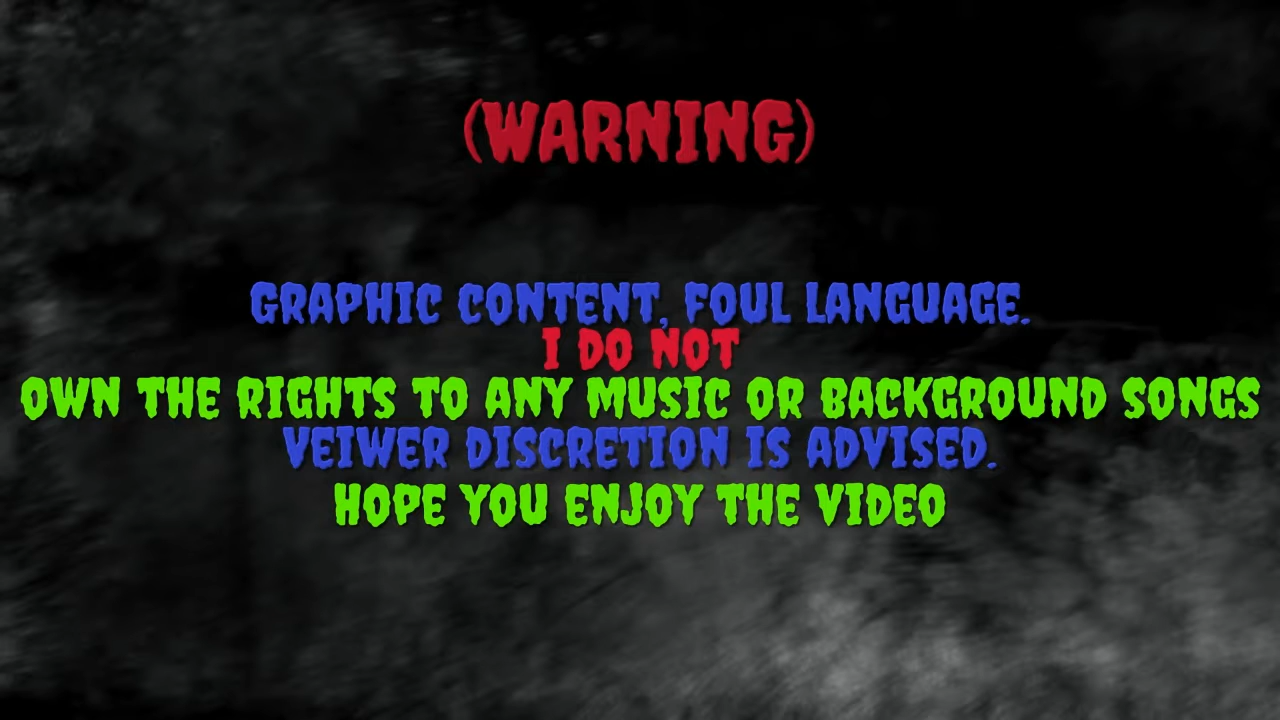 (WARNING)
GRAPHIC CONTENT, FOUL LANGUAGE.
I DO NOT
OWN THE RIGHTS TO ANY MUSIC OR BACKGROUND SONGS
VEIWER DISCRETION IS ADVISED.
HOPE YOU ENJOY THE VIDEO